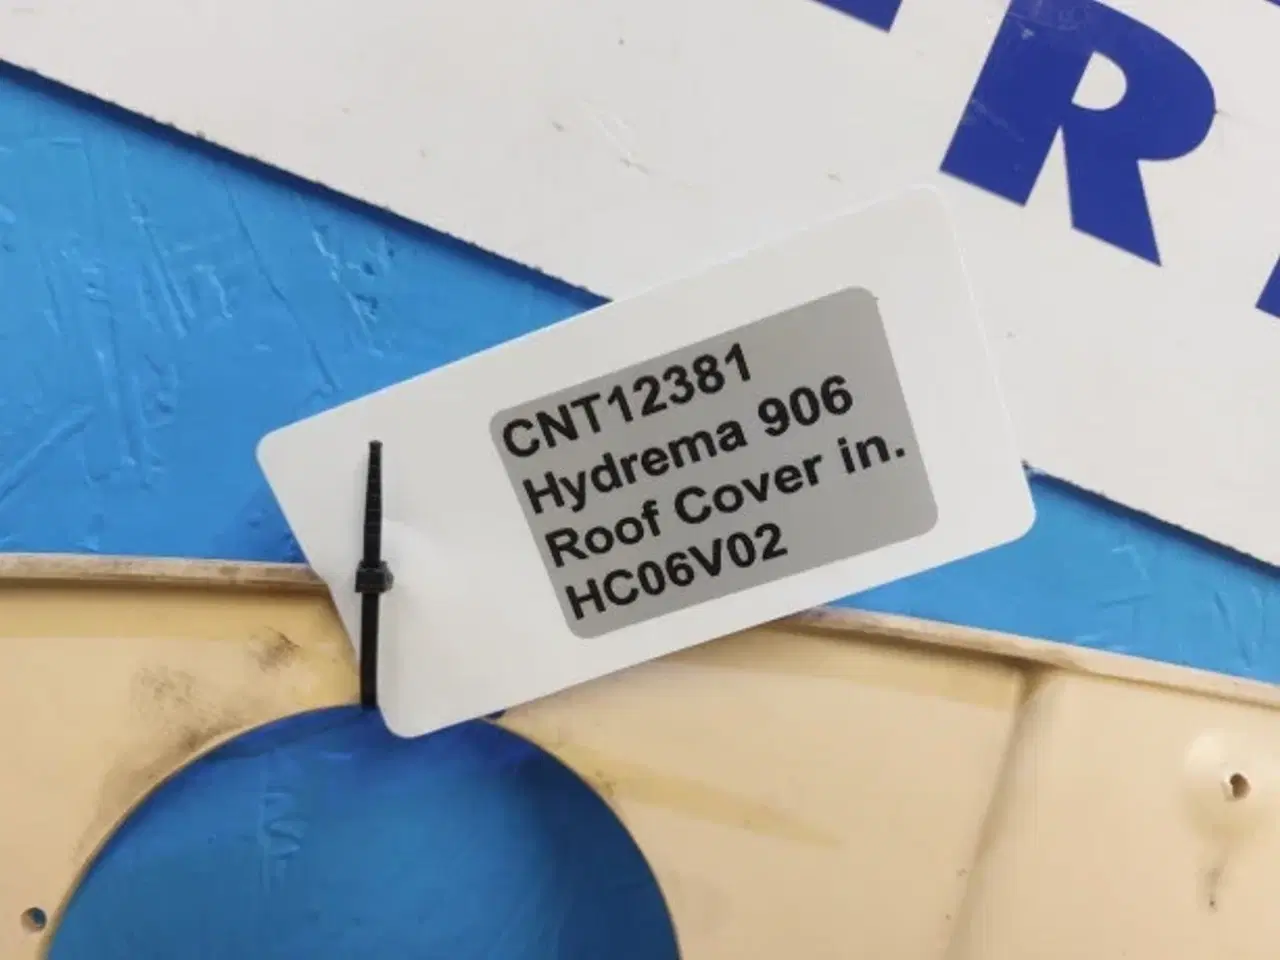 R
CNT12381
Hydrema 906
Roof Cover in.
HC06V02